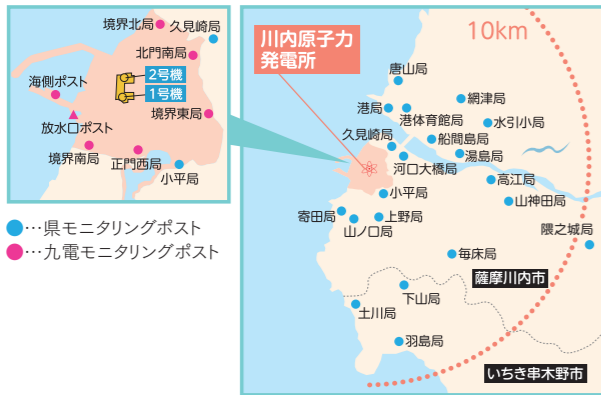 境界北局
久見崎局
北門南局
海側ポスト
2号機
1号機
放水口ポスト
境界東局
境界南局
正門西局
小平局
●…県モニタリングポスト
●…九電モニタリングポスト
川内原子力
発電所
10km
唐山局
港局
港体育館局
網津局
水引小局
久見崎局
船間島局
湯島局
河口大橋局
高江局
小平局
山神田局
寄田局
山ノ口局
上野局
隈之城局
毎床局
薩摩川内市
下山局
土川局
羽島局
いちき串木野市